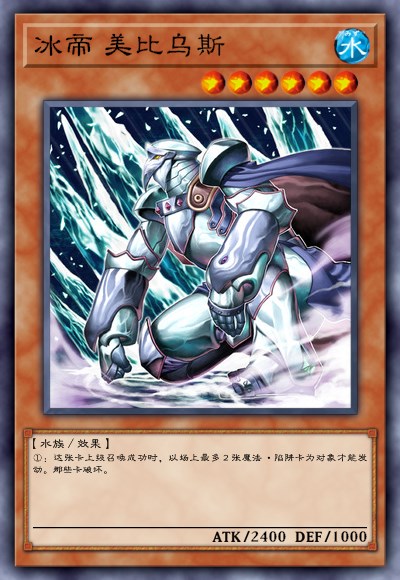 冰帝 美比乌斯
水
【水族／效果】
①：这张卡上级召唤成功时，以场上最多２张魔法·陷阱卡为对象才能发
动。那些卡破坏。
ATK/2400 DEF/1000